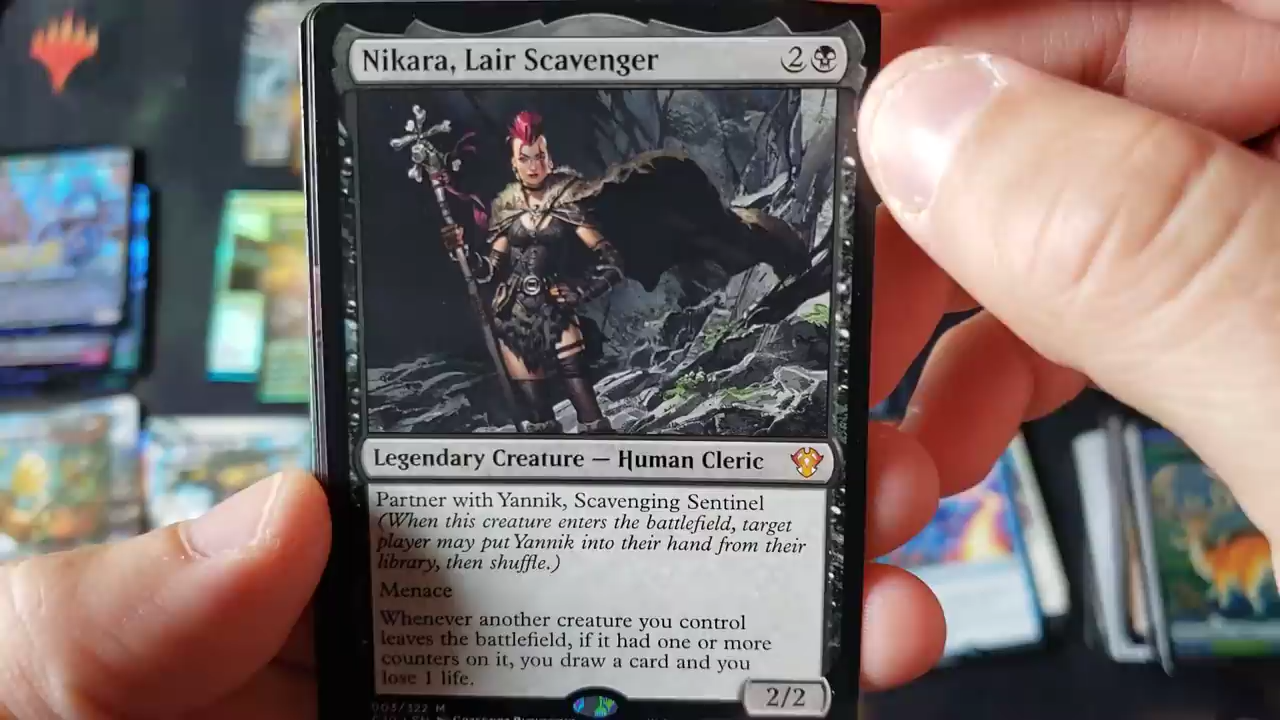 Nikara, Lair Scavenger 2
Legendary Creature — Human Cleric
Partner with Yannik, Scavenging Sentinel
(When this creature enters the battlefield, target
player may put Yannik into their hand from their
library, then shuffle.)
Menace
Whenever another creature you control
leaves the battlefield, if it had one or more
counters on it, you draw a card and you
lose 1 life.
2/2
003/322 M